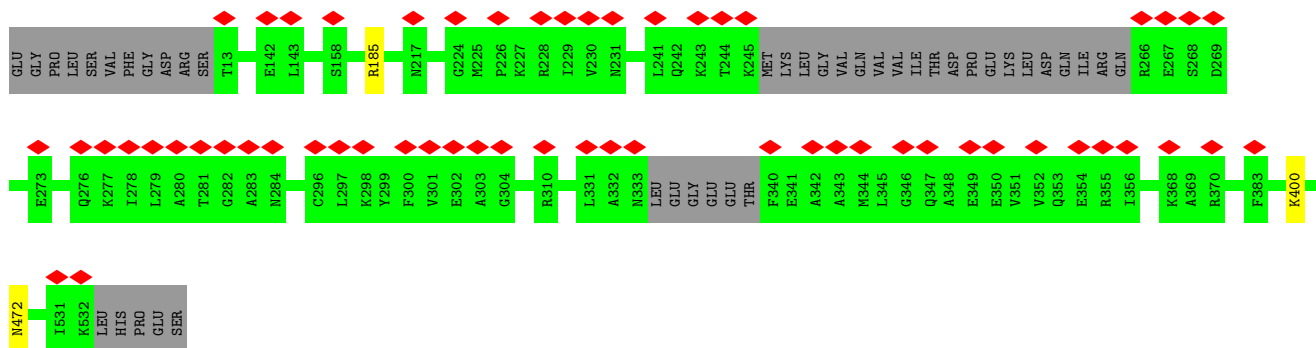 GLU GLY PRO LEU SER VAL PHE GLY ASP ARG SER T13 E142 L143 S158 R185 N217 G224 M225 P226 K227 R228 I229 V230 N231 L241 Q242 K243 T244 K245 MET LYS LEU GLY VAL GLN VAL VAL ILE THR ASP PRO GLU LYS LEU ASP GLN ILE ARG GLN R266 E267 S268 D269
E273 Q276 K277 I278 L279 A280 T281 G282 A283 N284 C296 L297 K298 Y299 F300 V301 E302 A303 G304 R310 L331 A332 N333 LEU GLU GLY GLU GLU THR F340 E341 A342 A343 M344 L345 G346 Q347 A348 E349 E350 V351 V352 Q353 E354 R355 I356 K368 A369 R370 F383 K400
N472 I531 K532 LEU HIS PRO GLU SER